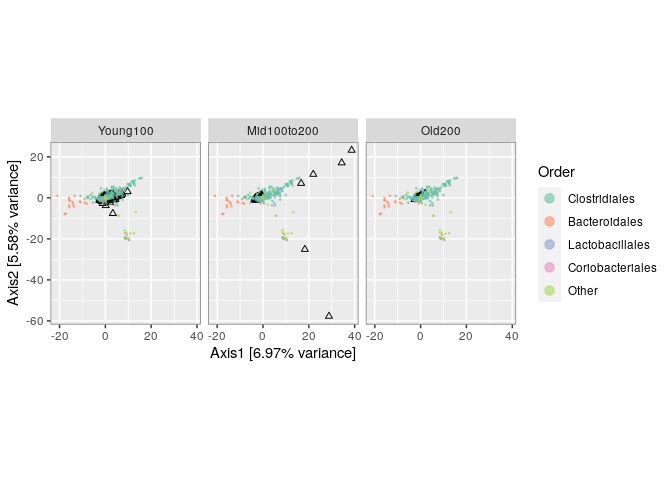 Young100
Mid100to200
Old200
20
0
-20
-40
-60
Axis2 [5.58% variance]
-20 0 20 40
-20 0 20 40
-20 0 20 40
Axis1 [6.97% variance]
Order
Clostridiales
Bacteroidales
Lactobacillales
Coriobacteriales
Other